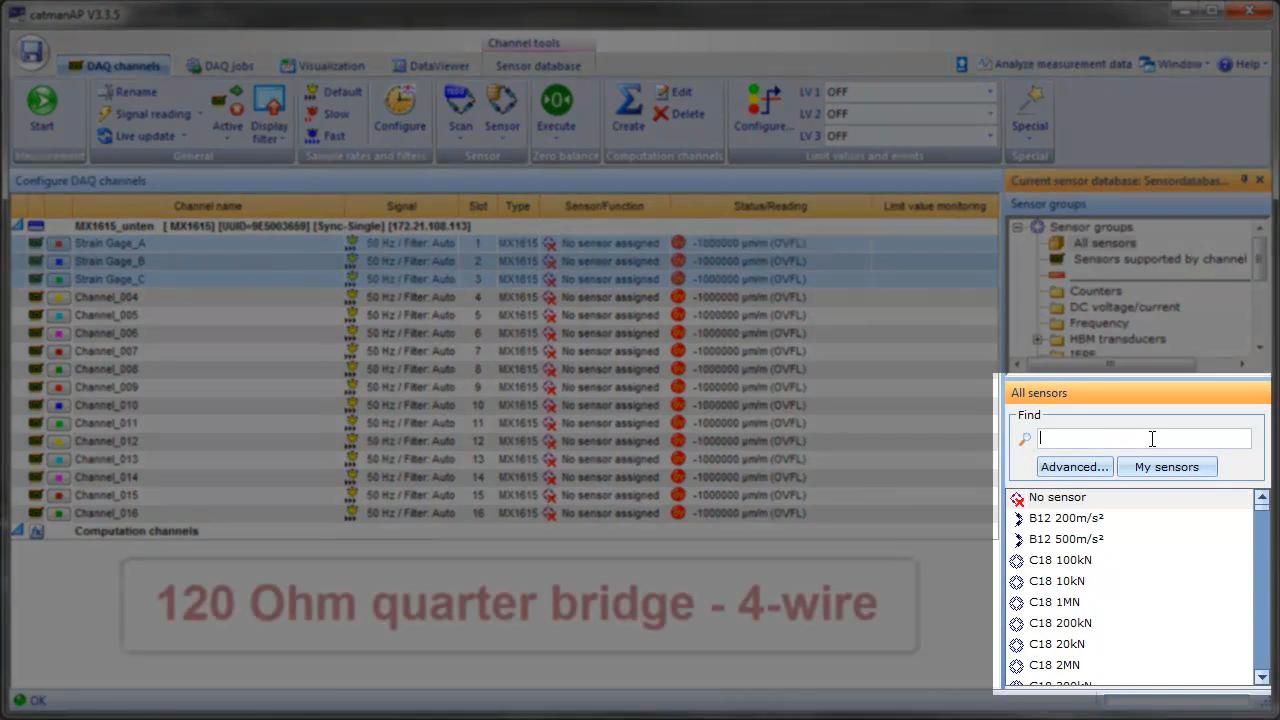 catmanAP V3.3.5
Channel tools
DAQ channels DAQ jobs Visualization DataViewer Sensor database Analyze measurement data Window Help
Start Rename Signal reading Live update Active Display filter Default Slow Fast Configure Scan Sensor Execute Create Edit Delete Configure... LV 1 OFF LV 2 OFF LV 3 OFF Special
Measurement General Sample rates and filters Sensor Zero balance Computation channels Limit values and events Special
Configure DAQ channels
Channel name Signal Slot Type Sensor/Function Status/Reading Limit value monitoring
MX1615_unten [ MX1615] [UUID=9E5003659] [Sync-Single] [172.21.108.113]
Strain Gage_A 50 Hz / Filter: Auto 1 MX1615 No sensor assigned -1000000 µm/m (OVFL)
Strain Gage_B 50 Hz / Filter: Auto 2 MX1615 No sensor assigned -1000000 µm/m (OVFL)
Strain Gage_C 50 Hz / Filter: Auto 3 MX1615 No sensor assigned -1000000 µm/m (OVFL)
Channel_004 50 Hz / Filter: Auto 4 MX1615 No sensor assigned -1000000 µm/m (OVFL)
Channel_005 50 Hz / Filter: Auto 5 MX1615 No sensor assigned -1000000 µm/m (OVFL)
Channel_006 50 Hz / Filter: Auto 6 MX1615 No sensor assigned -1000000 µm/m (OVFL)
Channel_007 50 Hz / Filter: Auto 7 MX1615 No sensor assigned -1000000 µm/m (OVFL)
Channel_008 50 Hz / Filter: Auto 8 MX1615 No sensor assigned -1000000 µm/m (OVFL)
Channel_009 50 Hz / Filter: Auto 9 MX1615 No sensor assigned -1000000 µm/m (OVFL)
Channel_010 50 Hz / Filter: Auto 10 MX1615 No sensor assigned -1000000 µm/m (OVFL)
Channel_011 50 Hz / Filter: Auto 11 MX1615 No sensor assigned -1000000 µm/m (OVFL)
Channel_012 50 Hz / Filter: Auto 12 MX1615 No sensor assigned -1000000 µm/m (OVFL)
Channel_013 50 Hz / Filter: Auto 13 MX1615 No sensor assigned -1000000 µm/m (OVFL)
Channel_014 50 Hz / Filter: Auto 14 MX1615 No sensor assigned -1000000 µm/m (OVFL)
Channel_015 50 Hz / Filter: Auto 15 MX1615 No sensor assigned -1000000 µm/m (OVFL)
Channel_016 50 Hz / Filter: Auto 16 MX1615 No sensor assigned -1000000 µm/m (OVFL)
Computation channels
120 Ohm quarter bridge - 4-wire
OK
Current sensor database: Sensordatabas...
Sensor groups
Sensor groups
All sensors
Sensors supported by channel
Counters
DC voltage/current
Frequency
HBM transducers
IEPE
All sensors
Find
Advanced... My sensors
No sensor
B12 200m/s²
B12 500m/s²
C18 100kN
C18 10kN
C18 1MN
C18 200kN
C18 20kN
C18 2MN